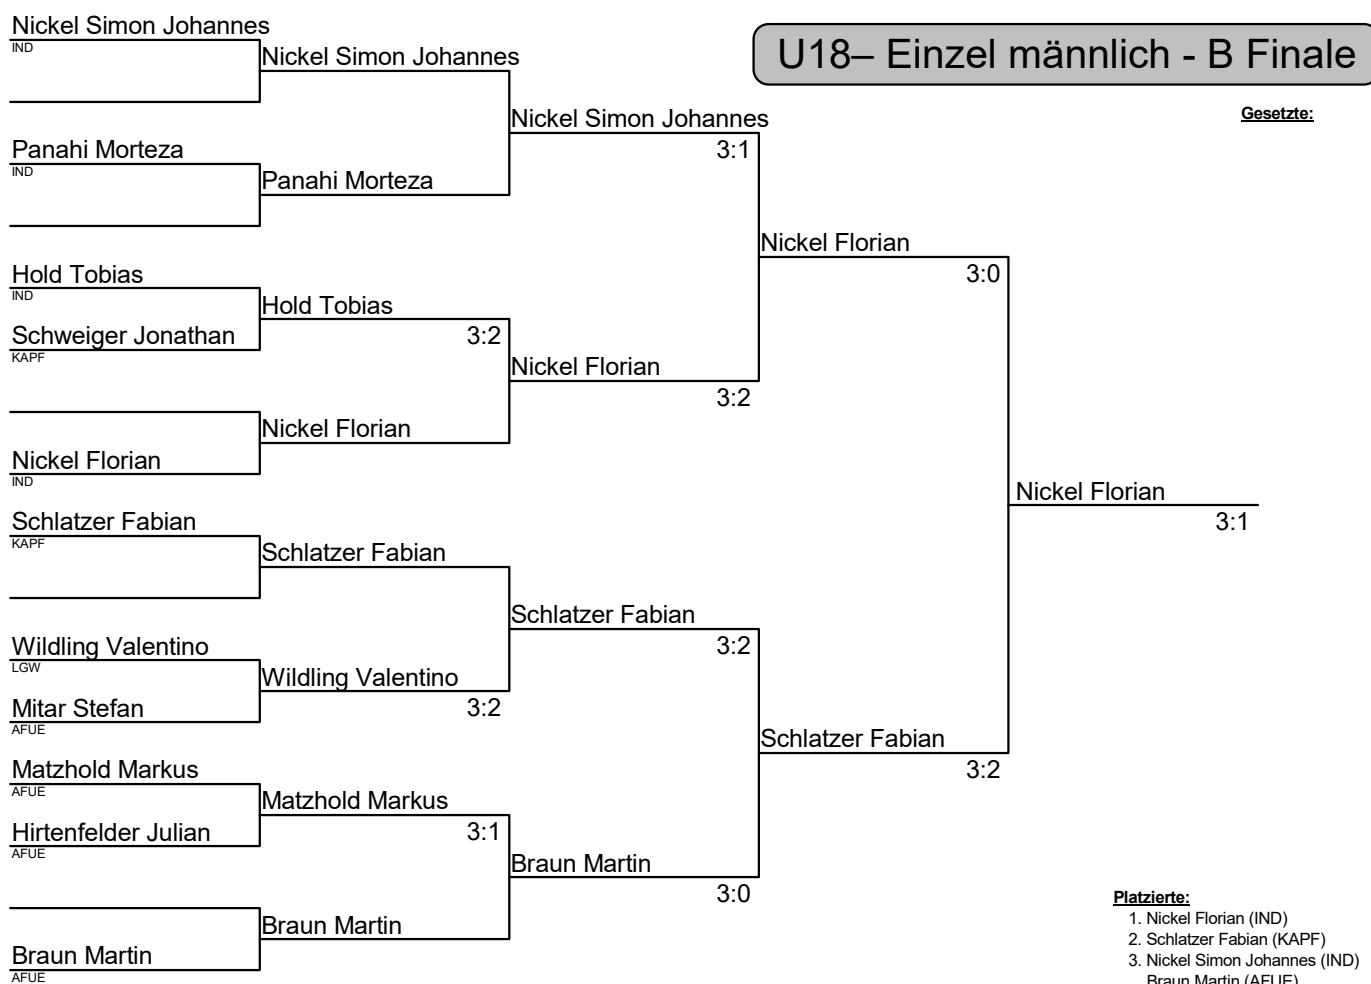 U18– Einzel männlich - B Finale
Gesetzte:
Nickel Simon Johannes
IND
Panahi Morteza
IND
Hold Tobias
IND
Schweiger Jonathan
KAPF
Nickel Florian
IND
Schlatzer Fabian
KAPF
Wildling Valentino
LGW
Mitar Stefan
AFUE
Matzhold Markus
AFUE
Hirtenfelder Julian
AFUE
Braun Martin
AFUE
Nickel Simon Johannes
Panahi Morteza
Hold Tobias
3:2
Nickel Florian
Schlatzer Fabian
Wildling Valentino
3:2
Matzhold Markus
3:1
Braun Martin
Nickel Simon Johannes
3:1
Nickel Florian
3:2
Schlatzer Fabian
3:2
Braun Martin
3:0
Nickel Florian
3:0
Schlatzer Fabian
3:2
Nickel Florian
3:1
Platzierte:
1. Nickel Florian (IND)
2. Schlatzer Fabian (KAPF)
3. Nickel Simon Johannes (IND)
Braun Martin (AFUE)